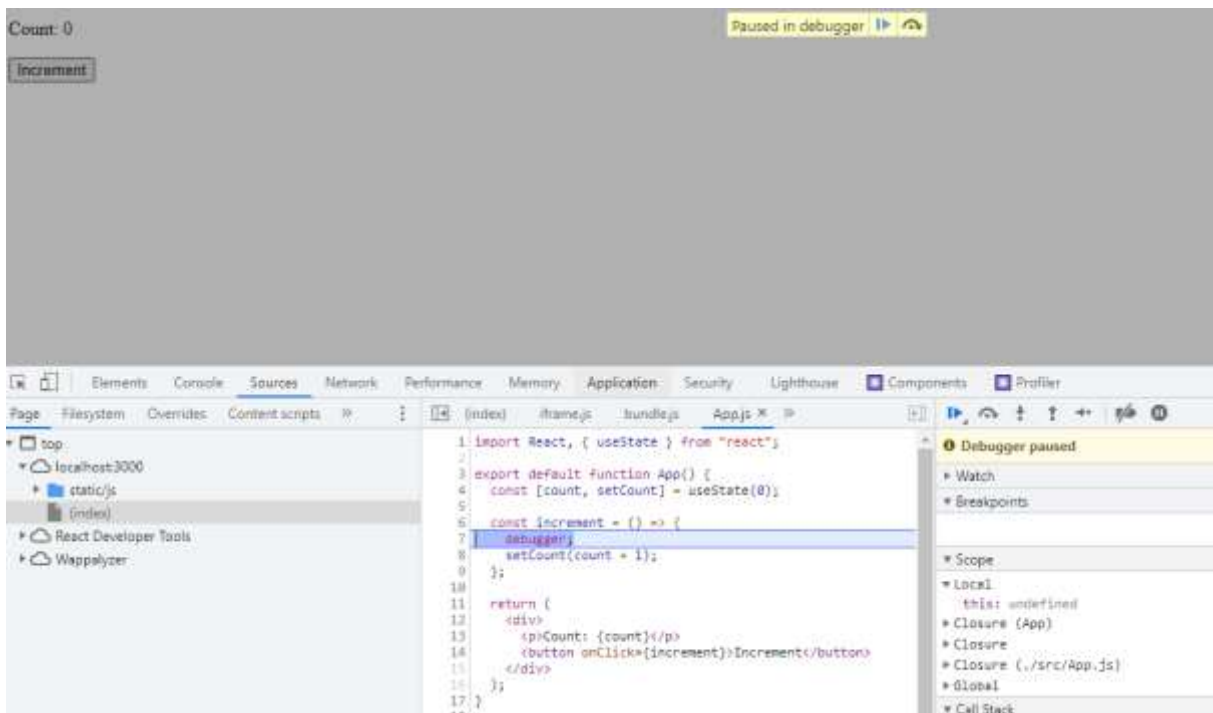 Count: 0
Paused in debugger
Increment
Elements Console Sources Network Performance Memory Application Security Lighthouse Components Profiler
Page Filesystem Overrides Content scripts »
(index) iframe.js bundle.js App.js × »
top
localhost:3000
static/js
(index)
React Developer Tools
Wappalyzer
1 import React, { useState } from "react";
2
3 export default function App() {
4 const [count, setCount] = useState(0);
5
6 const increment = () => {
7 debugger;
8 setCount(count + 1);
9 };
10
11 return (
12 <div>
13 <p>Count: {count}</p>
14 <button onClick={increment}>Increment</button>
15 </div>
16 );
17 }
Debugger paused
Watch
Breakpoints
Scope
Local
this: undefined
Closure (App)
Closure
Closure (./src/App.js)
Global
Call Stack